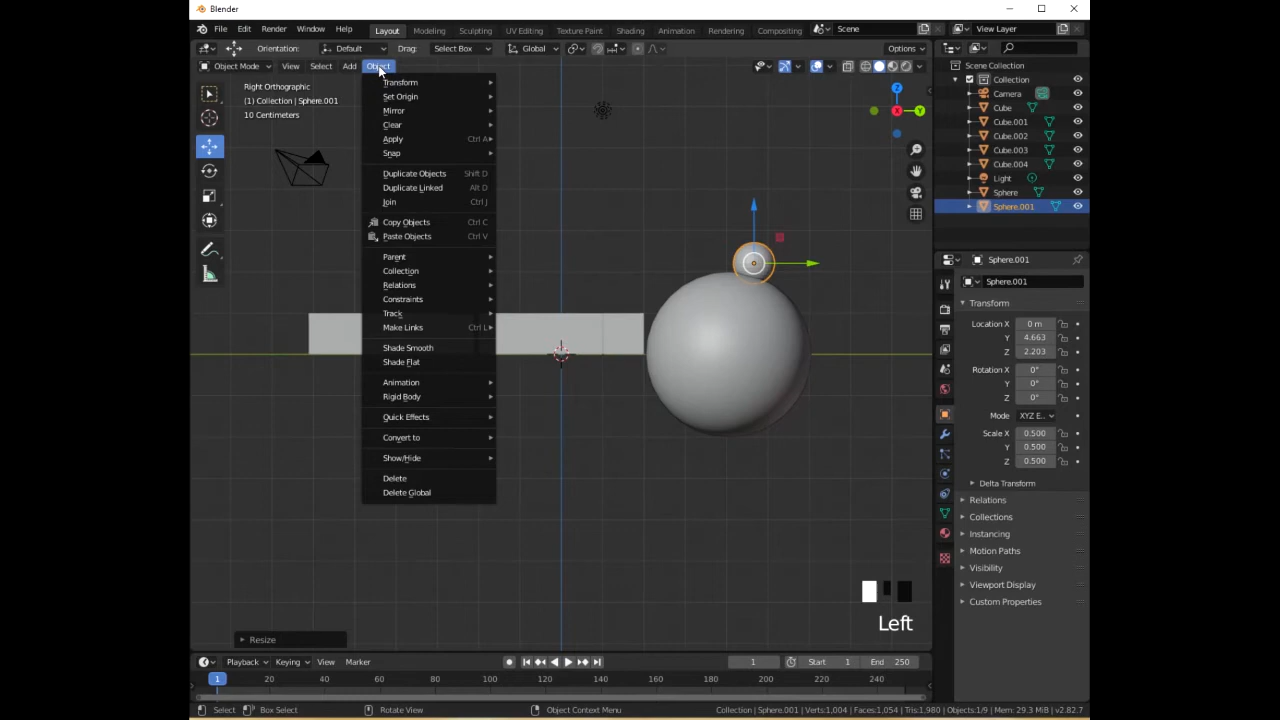 Blender
File Edit Render Window Help Layout Modeling Sculpting UV Editing Texture Paint Shading Animation Rendering Compositing Scene View Layer
Orientation: Default Drag: Select Box Global Options
Object Mode View Select Add Object
Right Orthographic
(1) Collection | Sphere.001
10 Centimeters
Transform
Set Origin
Mirror
Clear
Apply Ctrl A
Snap
Duplicate Objects Shift D
Duplicate Linked Alt D
Join Ctrl J
Copy Objects Ctrl C
Paste Objects Ctrl V
Parent
Collection
Relations
Constraints
Track
Make Links Ctrl L
Shade Smooth
Shade Flat
Animation
Rigid Body
Quick Effects
Convert to
Show/Hide
Delete
Delete Global
Z
X
Y
Scene Collection
Collection
Camera
Cube
Cube.001
Cube.002
Cube.003
Cube.004
Light
Sphere
Sphere.001
Sphere.001
Sphere.001
Transform
Location X 0 m
Y 4.663
Z 2.203
Rotation X 0°
Y 0°
Z 0°
Mode XYZ E..
Scale X 0.500
Y 0.500
Z 0.500
Delta Transform
Relations
Collections
Instancing
Motion Paths
Visibility
Viewport Display
Custom Properties
Left
Resize
Playback Keying View Marker 1 Start 1 End 250
1 20 40 60 80 100 120 140 160 180 200 220 240
Select Box Select Rotate View Object Context Menu Collection | Sphere.001 | Verts:1,004 | Faces:1,054 | Tris:1,980 | Objects:1/9 | Mem: 29.3 MiB | v2.82.7